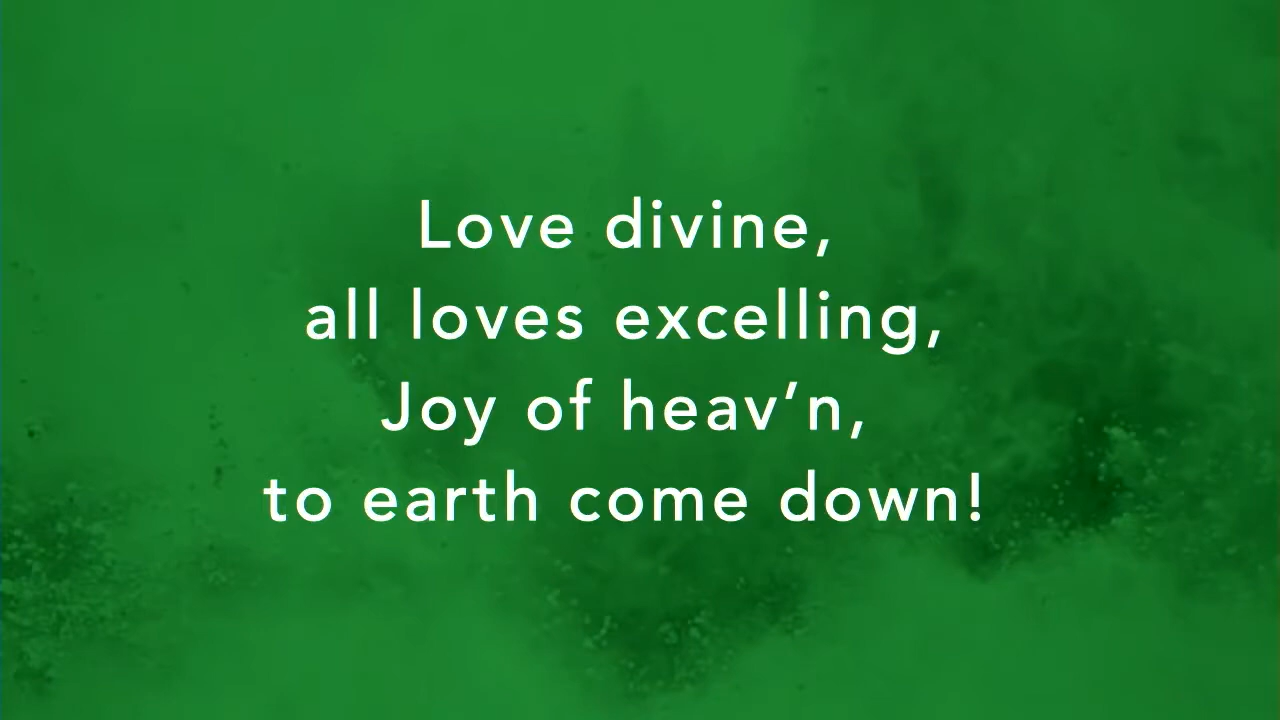 Love divine,
all loves excelling,
Joy of heav’n,
to earth come down!